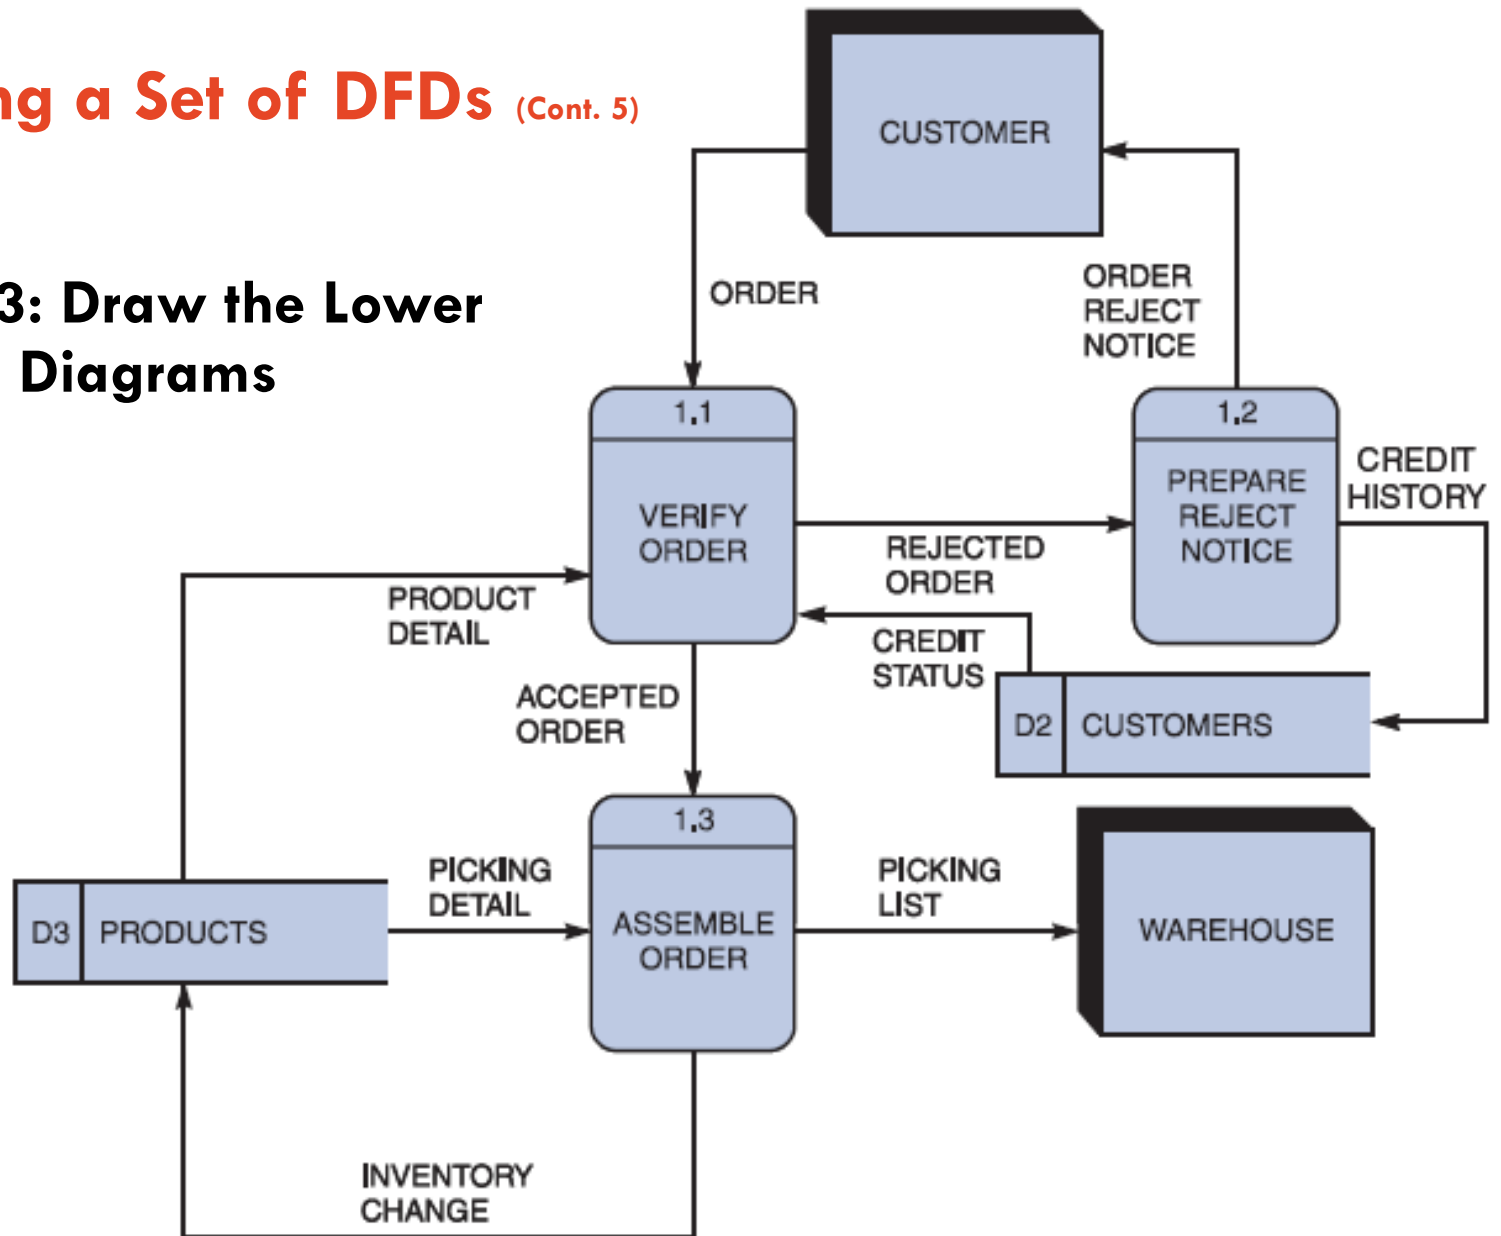 ng a Set of DFDs (Cont. 5)
3: Draw the Lower
Diagrams
CUSTOMER
ORDER
ORDER
REJECT
NOTICE
1.1
VERIFY
ORDER
1.2
PREPARE
REJECT
NOTICE
CREDIT
HISTORY
REJECTED
ORDER
PRODUCT
DETAIL
CREDIT
STATUS
ACCEPTED
ORDER
D2 CUSTOMERS
1.3
ASSEMBLE
ORDER
PICKING
DETAIL
PICKING
LIST
D3 PRODUCTS
WAREHOUSE
INVENTORY
CHANGE